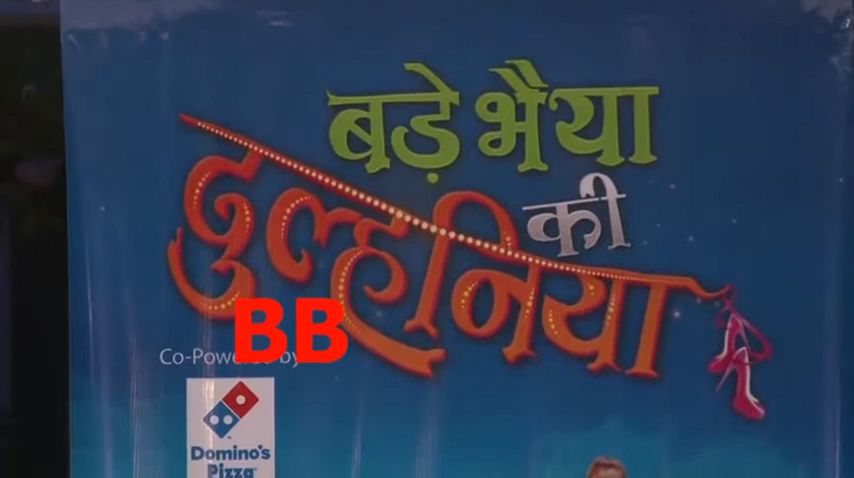 बड़े भैया
की
दुल्हनिया
BB
Co-Powered by
Domino's
Pizza